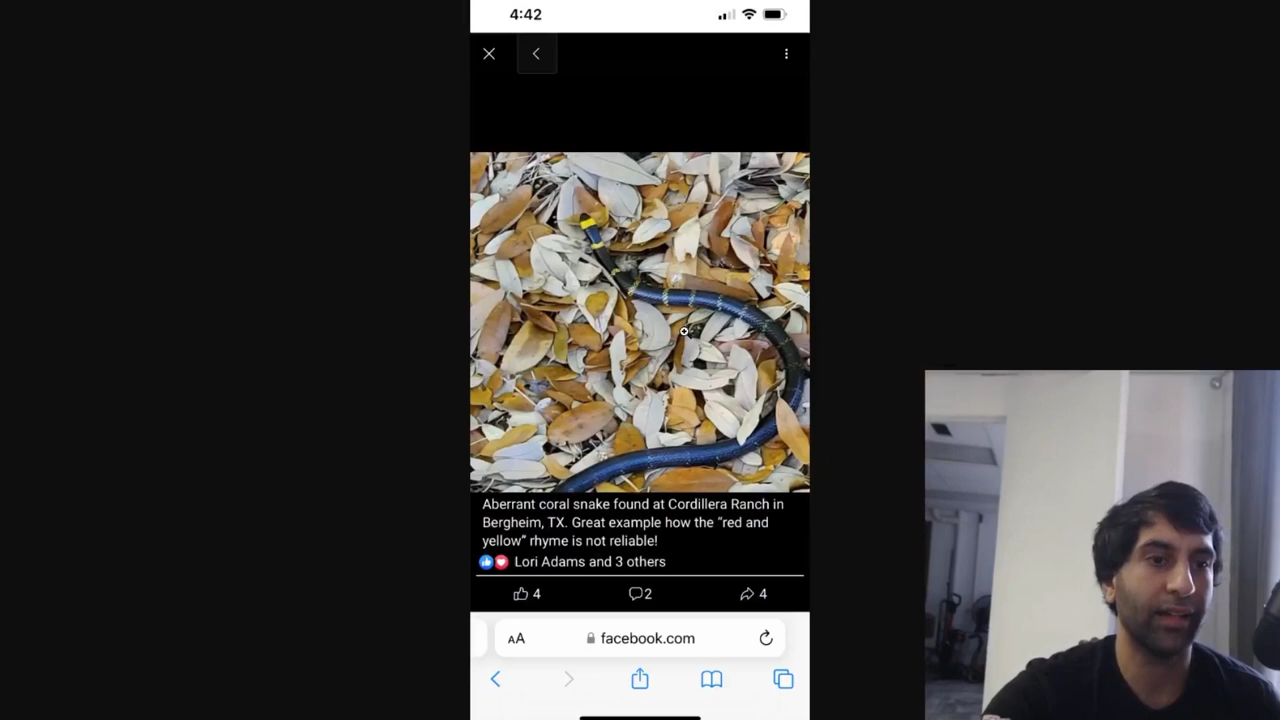 4:42
Aberrant coral snake found at Cordillera Ranch in
Bergheim, TX. Great example how the “red and
yellow” rhyme is not reliable!
Lori Adams and 3 others
4
2
4
AA
facebook.com